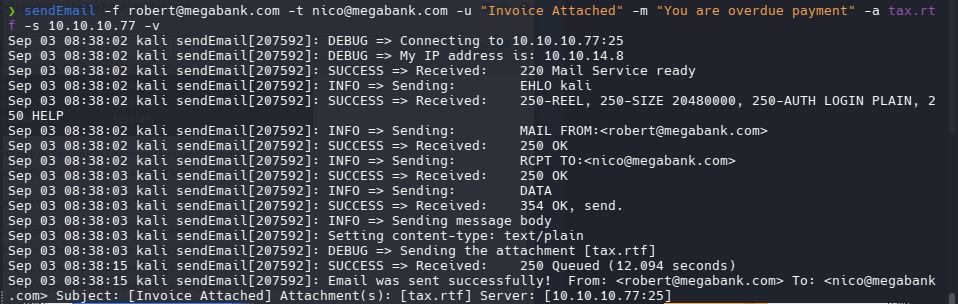 ❯ sendEmail -f robert@megabank.com -t nico@megabank.com -u "Invoice Attached" -m "You are overdue payment" -a tax.rt
f -s 10.10.10.77 -v
Sep 03 08:38:02 kali sendEmail[207592]: DEBUG => Connecting to 10.10.10.77:25
Sep 03 08:38:02 kali sendEmail[207592]: DEBUG => My IP address is: 10.10.14.8
Sep 03 08:38:02 kali sendEmail[207592]: SUCCESS => Received:    220 Mail Service ready
Sep 03 08:38:02 kali sendEmail[207592]: INFO => Sending:        EHLO kali
Sep 03 08:38:02 kali sendEmail[207592]: SUCCESS => Received:    250-REEL, 250-SIZE 20480000, 250-AUTH LOGIN PLAIN, 2
50 HELP
Sep 03 08:38:02 kali sendEmail[207592]: INFO => Sending:        MAIL FROM:<robert@megabank.com>
Sep 03 08:38:02 kali sendEmail[207592]: SUCCESS => Received:    250 OK
Sep 03 08:38:02 kali sendEmail[207592]: INFO => Sending:        RCPT TO:<nico@megabank.com>
Sep 03 08:38:03 kali sendEmail[207592]: SUCCESS => Received:    250 OK
Sep 03 08:38:03 kali sendEmail[207592]: INFO => Sending:        DATA
Sep 03 08:38:03 kali sendEmail[207592]: SUCCESS => Received:    354 OK, send.
Sep 03 08:38:03 kali sendEmail[207592]: INFO => Sending message body
Sep 03 08:38:03 kali sendEmail[207592]: Setting content-type: text/plain
Sep 03 08:38:03 kali sendEmail[207592]: DEBUG => Sending the attachment [tax.rtf]
Sep 03 08:38:15 kali sendEmail[207592]: SUCCESS => Received:    250 Queued (12.094 seconds)
Sep 03 08:38:15 kali sendEmail[207592]: Email was sent successfully!  From: <robert@megabank.com> To: <nico@megabank
.com> Subject: [Invoice Attached] Attachment(s): [tax.rtf] Server: [10.10.10.77:25]